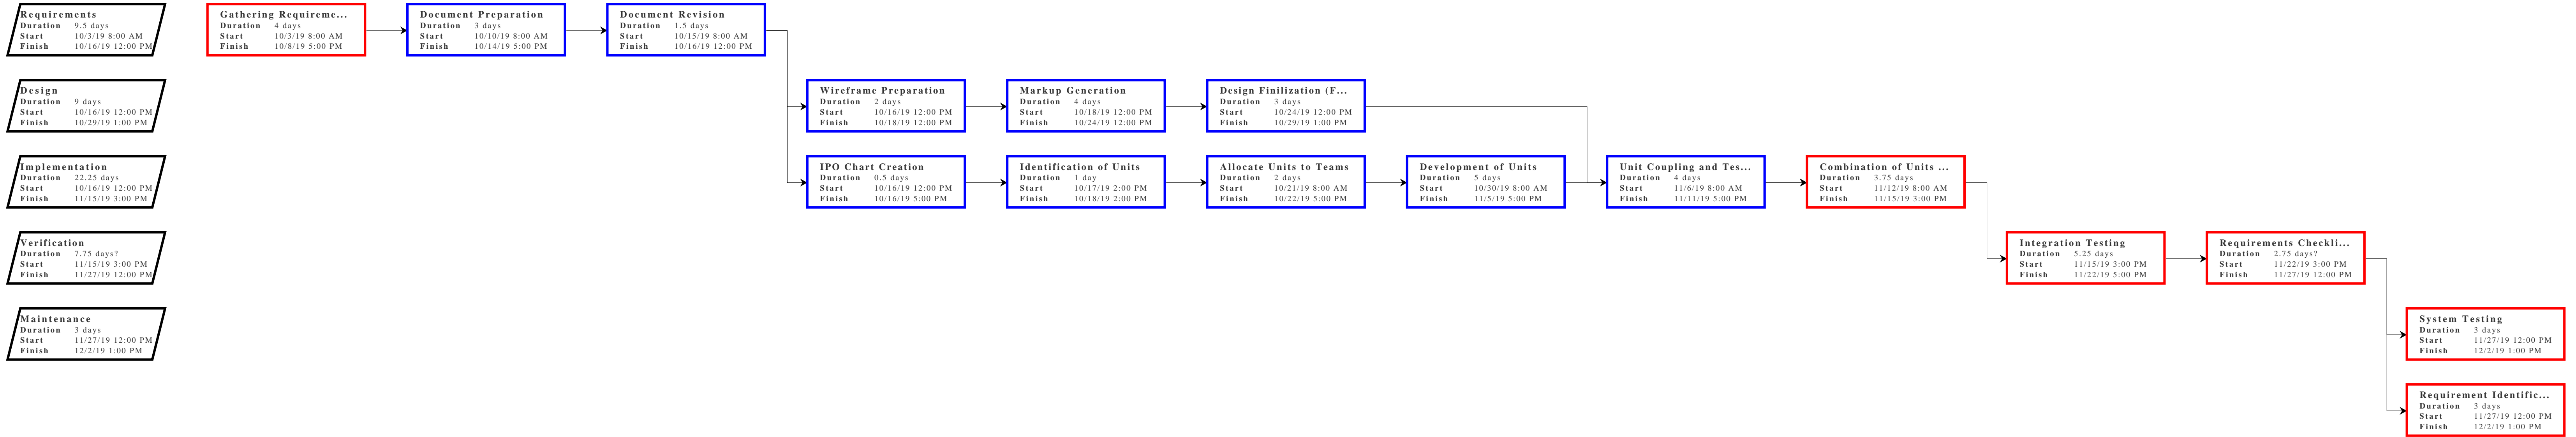 Requirements
Duration 9.5 days
Start 10/3/19 8:00 AM
Finish 10/16/19 12:00 PM
Gathering Requireme...
Duration 4 days
Start 10/3/19 8:00 AM
Finish 10/8/19 5:00 PM
Document Preparation
Duration 3 days
Start 10/10/19 8:00 AM
Finish 10/14/19 5:00 PM
Document Revision
Duration 1.5 days
Start 10/15/19 8:00 AM
Finish 10/16/19 12:00 PM
Design
Duration 9 days
Start 10/16/19 12:00 PM
Finish 10/29/19 1:00 PM
Wireframe Preparation
Duration 2 days
Start 10/16/19 12:00 PM
Finish 10/18/19 12:00 PM
Markup Generation
Duration 4 days
Start 10/18/19 12:00 PM
Finish 10/24/19 12:00 PM
Design Finilization (F...
Duration 3 days
Start 10/24/19 12:00 PM
Finish 10/29/19 1:00 PM
Implementation
Duration 22.25 days
Start 10/16/19 12:00 PM
Finish 11/15/19 3:00 PM
IPO Chart Creation
Duration 0.5 days
Start 10/16/19 12:00 PM
Finish 10/16/19 5:00 PM
Identification of Units
Duration 1 day
Start 10/17/19 2:00 PM
Finish 10/18/19 2:00 PM
Allocate Units to Teams
Duration 2 days
Start 10/21/19 8:00 AM
Finish 10/22/19 5:00 PM
Development of Units
Duration 5 days
Start 10/30/19 8:00 AM
Finish 11/5/19 5:00 PM
Unit Coupling and Tes...
Duration 4 days
Start 11/6/19 8:00 AM
Finish 11/11/19 5:00 PM
Combination of Units ...
Duration 3.75 days
Start 11/12/19 8:00 AM
Finish 11/15/19 3:00 PM
Verification
Duration 7.75 days?
Start 11/15/19 3:00 PM
Finish 11/27/19 12:00 PM
Integration Testing
Duration 5.25 days
Start 11/15/19 3:00 PM
Finish 11/22/19 5:00 PM
Requirements Checkli...
Duration 2.75 days?
Start 11/22/19 3:00 PM
Finish 11/27/19 12:00 PM
Maintenance
Duration 3 days
Start 11/27/19 12:00 PM
Finish 12/2/19 1:00 PM
System Testing
Duration 3 days
Start 11/27/19 12:00 PM
Finish 12/2/19 1:00 PM
Requirement Identific...
Duration 3 days
Start 11/27/19 12:00 PM
Finish 12/2/19 1:00 PM